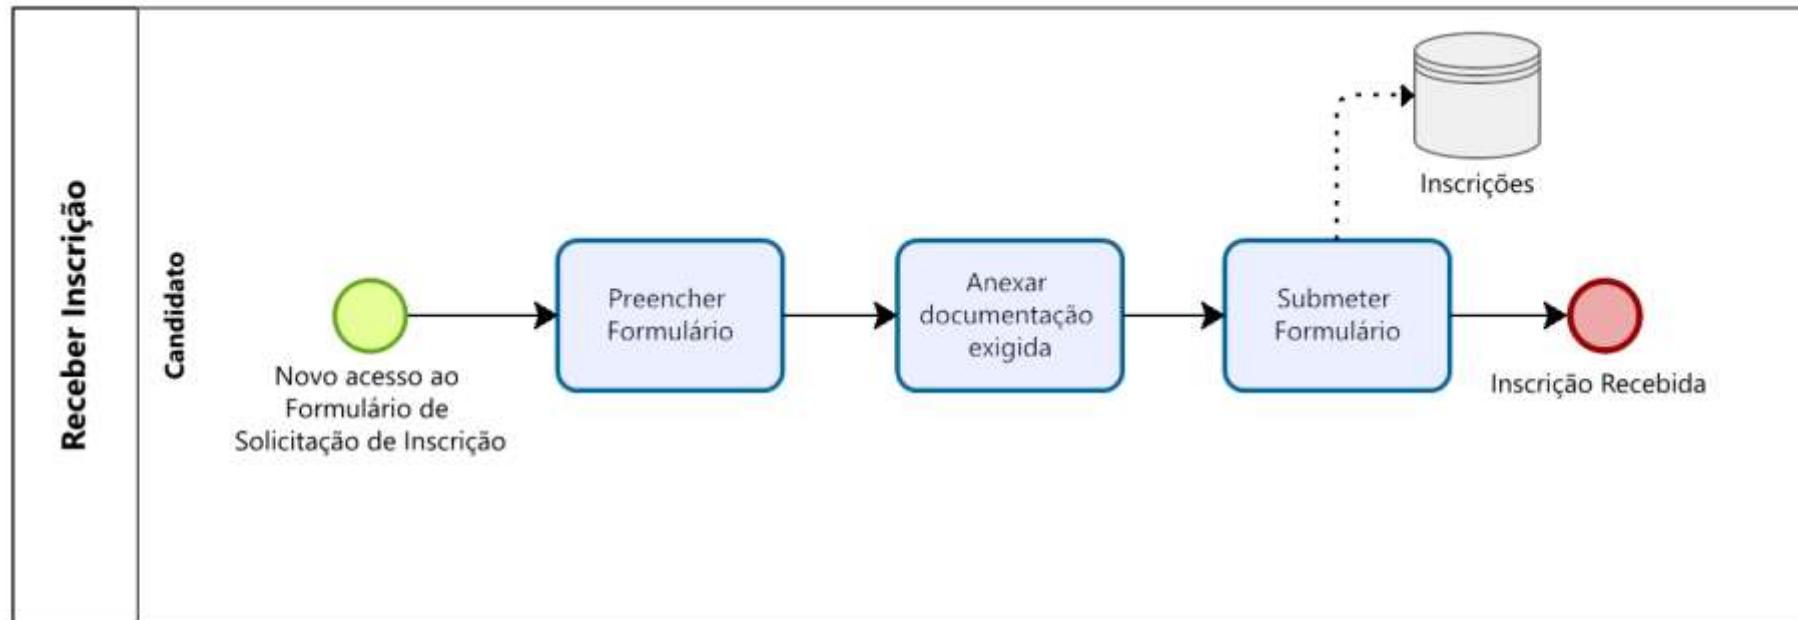 Receber Inscrição
Candidato
Novo acesso ao
Formulário de
Solicitação de Inscrição
Preencher
Formulário
Anexar
documentação
exigida
Submeter
Formulário
Inscrições
Inscrição Recebida